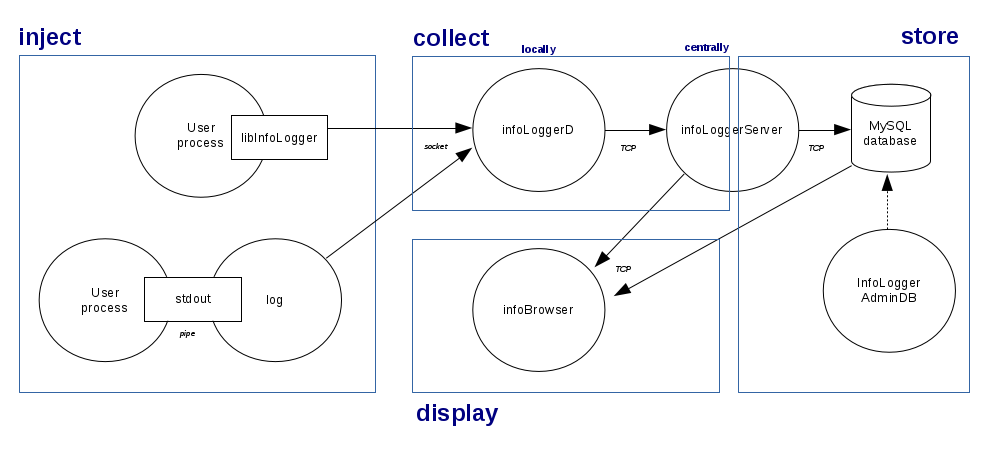 inject
collect
locally
centrally
store
User
process
libInfoLogger
socket
infoLoggerD
TCP
infoLoggerServer
TCP
MySQL
database
User
process
stdout
pipe
log
TCP
infoBrowser
InfoLogger
AdminDB
display